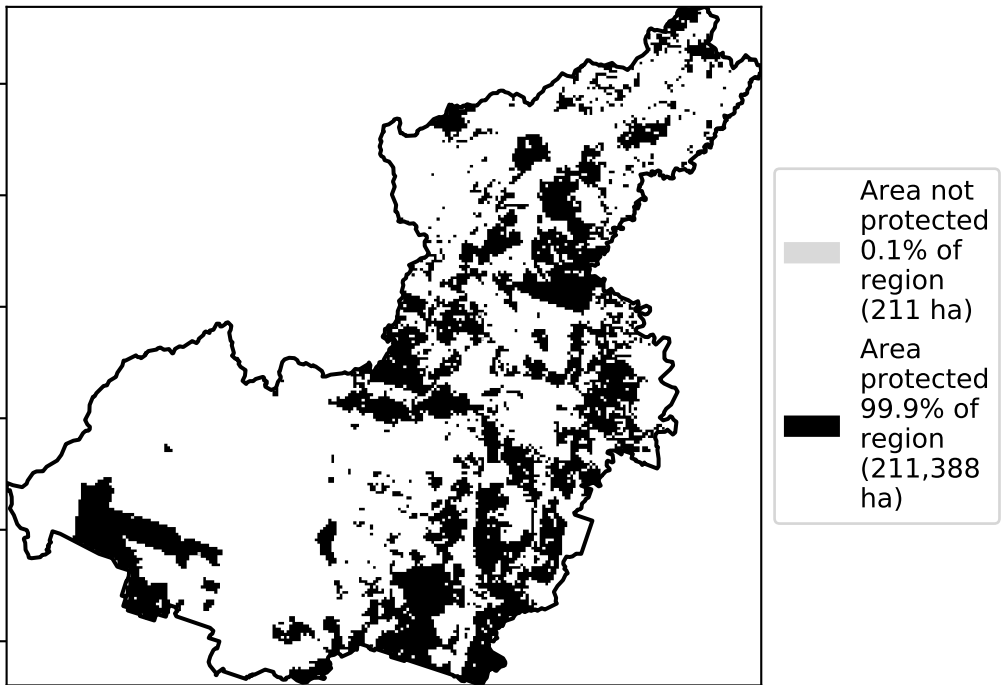 Area not
protected
0.1% of
region
(211 ha)
Area
protected
99.9% of
region
(211,388
ha)